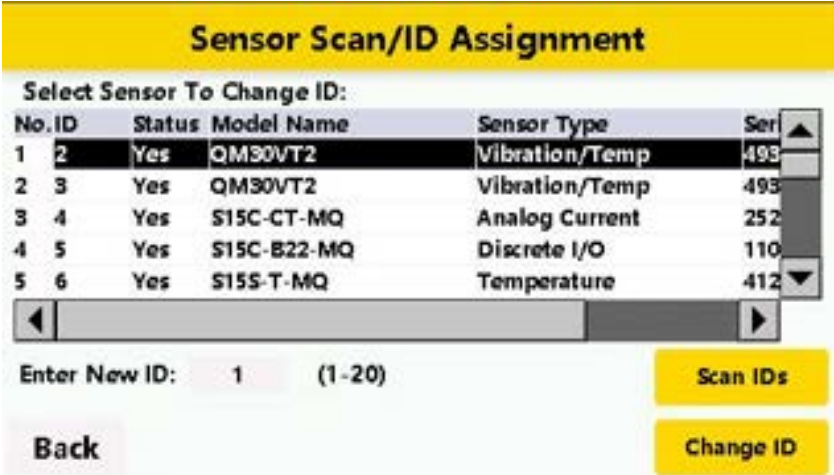 Sensor Scan/ID Assignment
Select Sensor To Change ID:
No. ID Status Model Name Sensor Type Seri
1 2 Yes QM30VT2 Vibration/Temp 493
2 3 Yes QM30VT2 Vibration/Temp 493
3 4 Yes S15C-CT-MQ Analog Current 252
4 5 Yes S15C-B22-MQ Discrete I/O 110
5 6 Yes S15S-T-MQ Temperature 412
Enter New ID: 1 (1-20) Scan IDs
Back Change ID